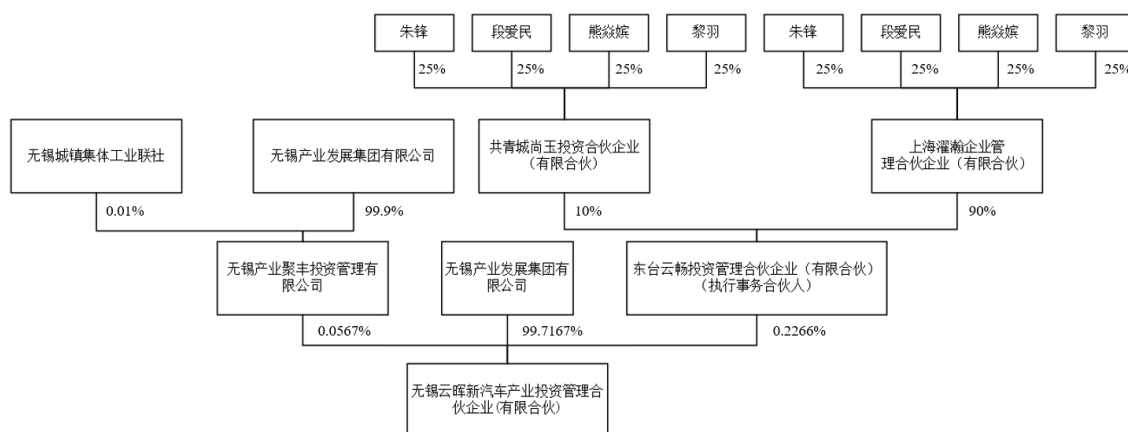 朱锋
段爱民
熊焱嫔
黎羽
朱锋
段爱民
熊焱嫔
黎羽
25%
25%
25%
25%
25%
25%
25%
25%
无锡城镇集体工业联社
无锡产业发展集团有限公司
共青城尚玉投资合伙企业
（有限合伙）
上海濯瀚企业管
理合伙企业（有限合伙）
0.01%
99.9%
10%
90%
无锡产业聚丰投资管理有
限公司
无锡产业发展集团有
限公司
东台云畅投资管理合伙企业（有限合伙）
（执行事务合伙人）
0.0567%
99.7167%
0.2266%
无锡云晖新汽车产业投资管理合
伙企业(有限合伙)